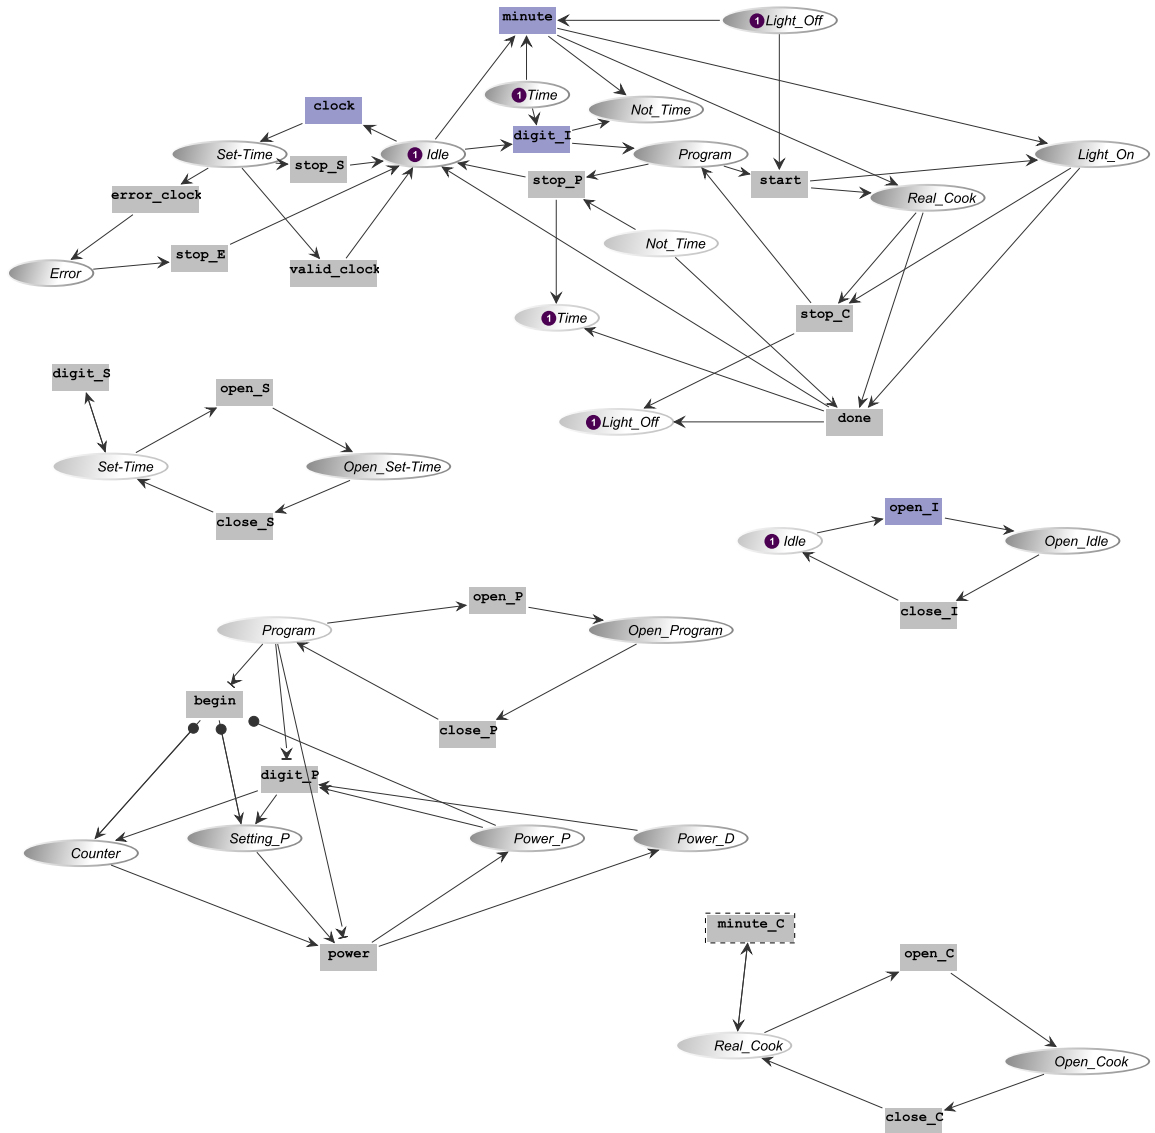 minute
1 Light_Off
1 Time
Not_Time
clock
digit_I
Set-Time
stop_S
1 Idle
Program
Light_On
error_clock
stop_P
start
Real_Cook
Not_Time
stop_E
valid_clock
Error
1 Time
stop_C
digit_S
open_S
1 Light_Off
done
Set-Time
Open_Set-Time
close_S
open_I
1 Idle
Open_Idle
open_P
close_I
Program
Open_Program
begin
close_P
digit_P
Counter
Setting_P
Power_P
Power_D
minute_C
power
open_C
Real_Cook
Open_Cook
close_C